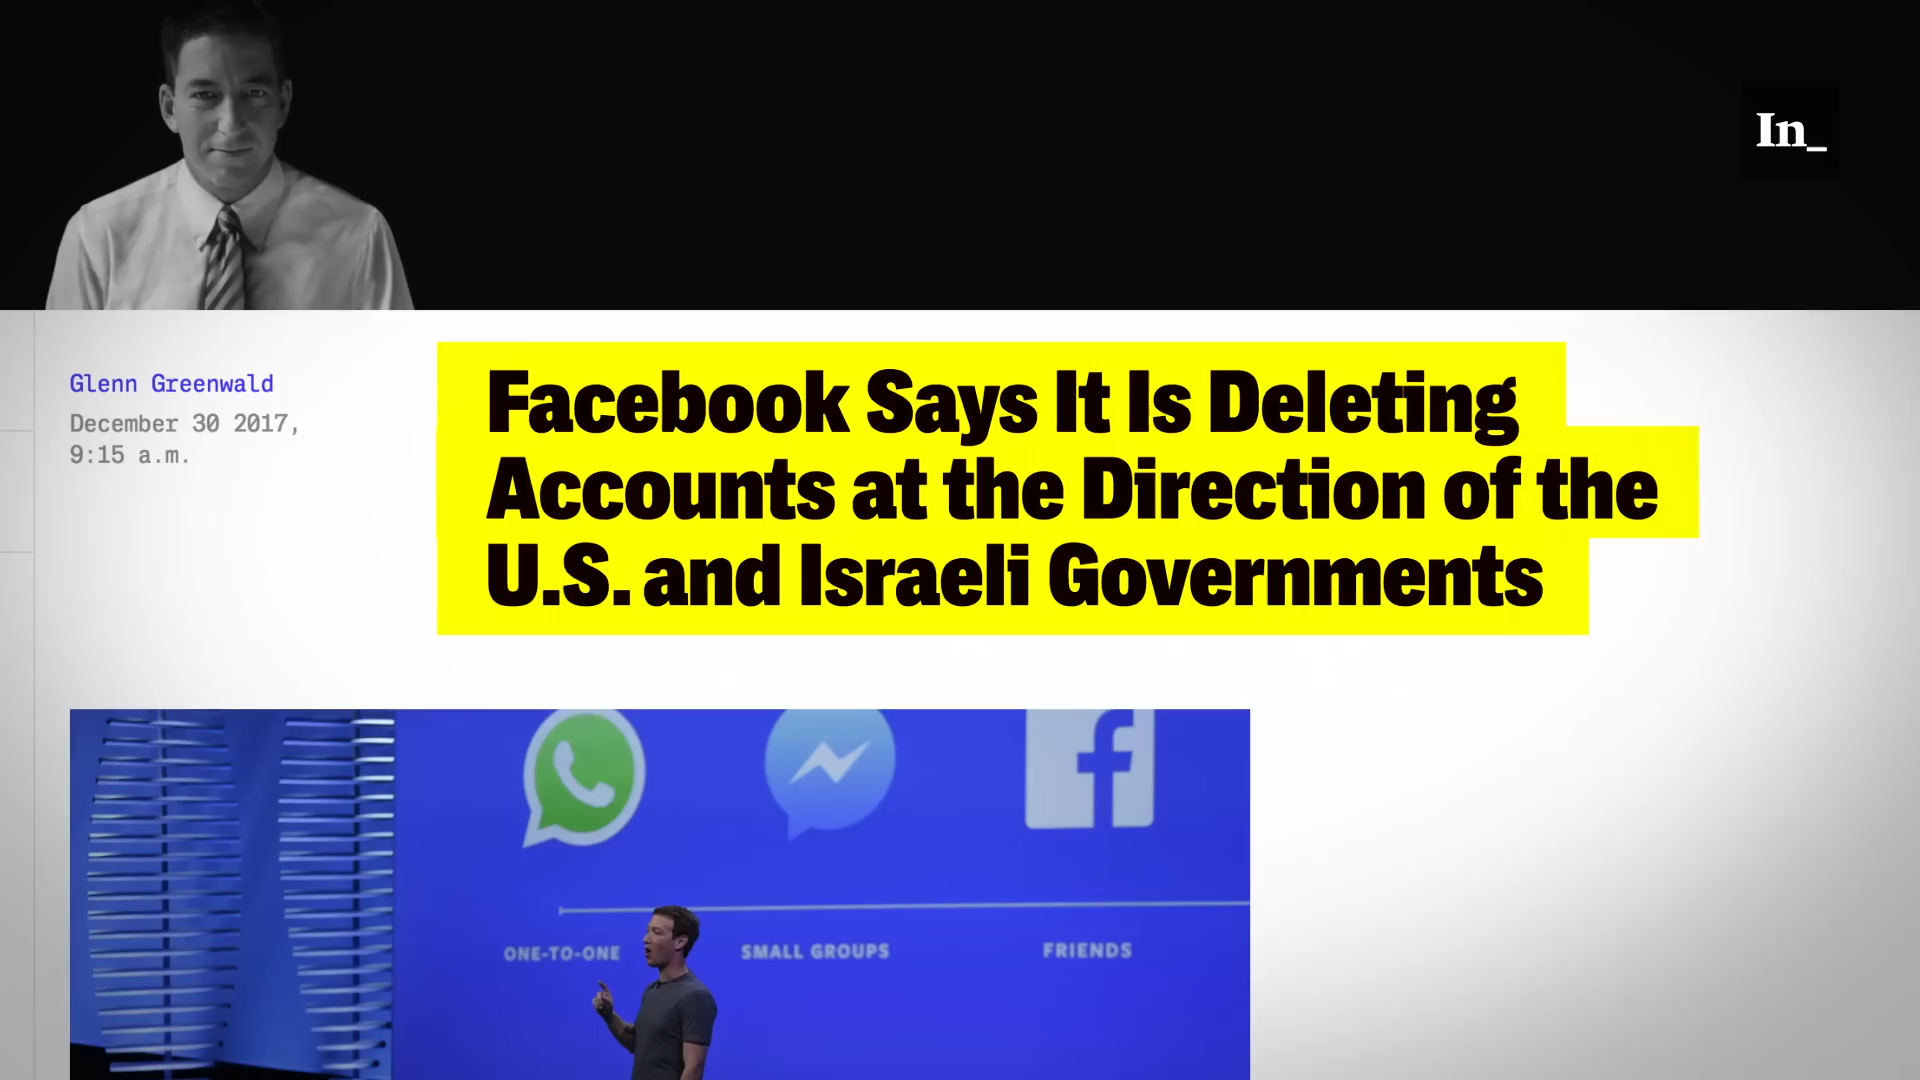 In_
Glenn Greenwald
December 30 2017,
9:15 a.m.
Facebook Says It Is Deleting
Accounts at the Direction of the
U.S. and Israeli Governments
ONE-TO-ONE
SMALL GROUPS
FRIENDS